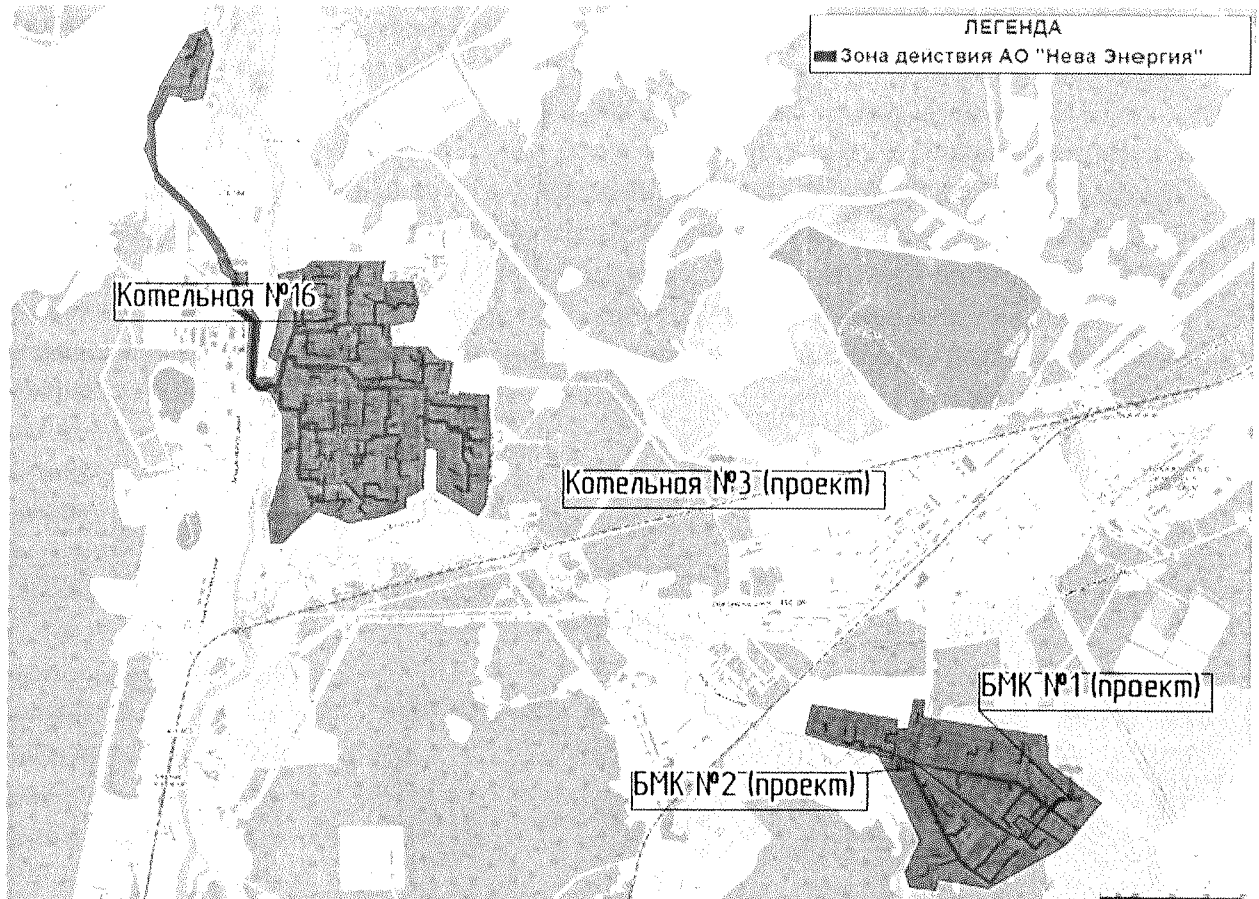 ЛЕГЕНДА
Зона действия АО "Нева Энергия"
Котельная №16
Котельная №3 (проект)
БМК №1 (проект)
БМК №2 (проект)